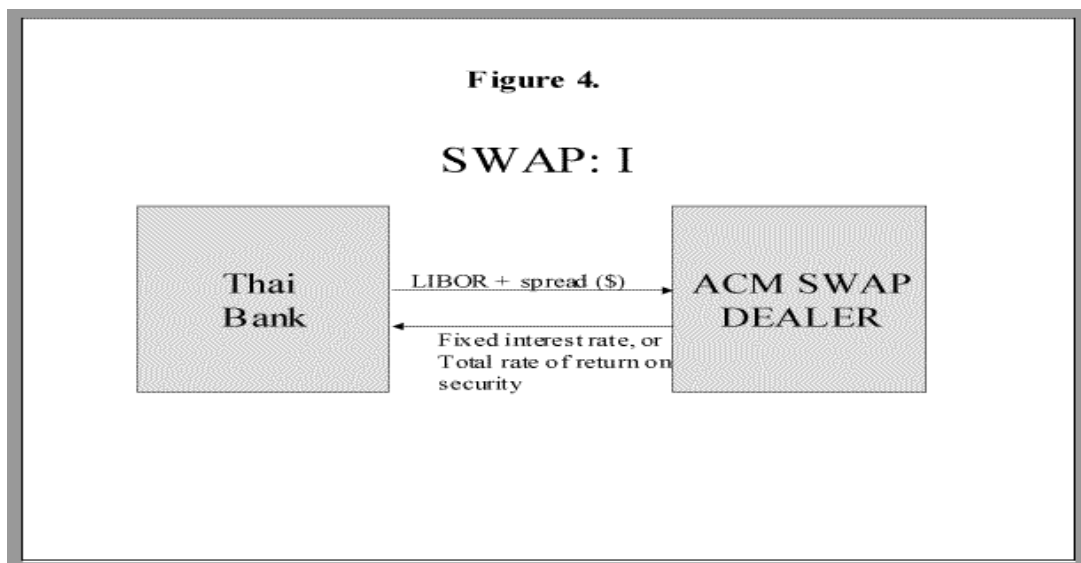 Figure 4.
SWAP: I
Thai
Bank
LIBOR + spread ($)
Fixed interest rate, or
Total rate of return on
security
ACM SWAP
DEALER